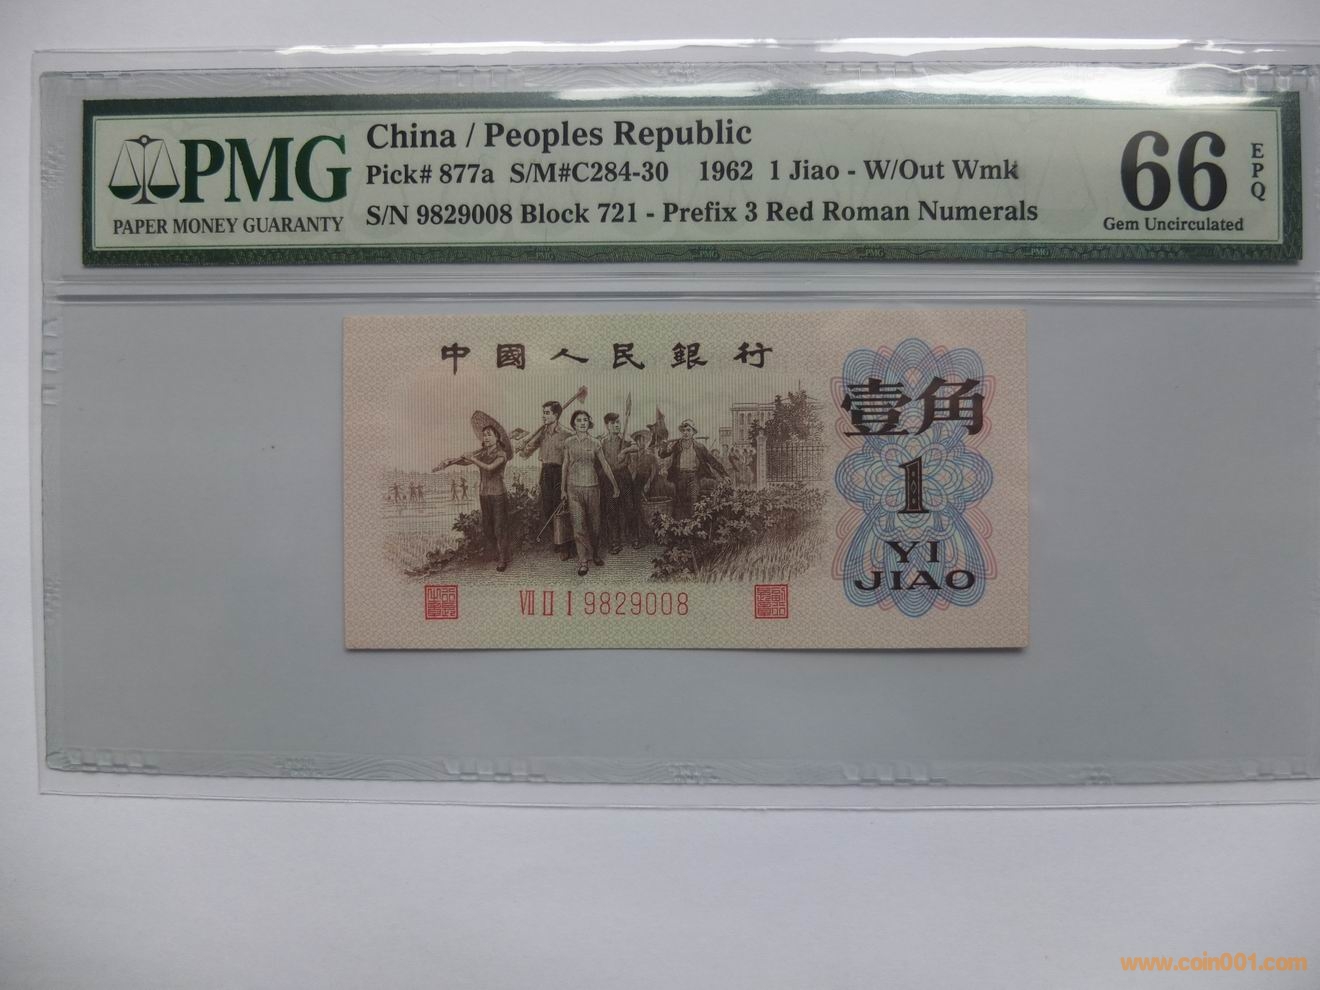 PMG
PAPER MONEY GUARANTY
China / Peoples Republic
Pick# 877a S/M#C284-30 1962 1 Jiao - W/Out Wmk
S/N 9829008 Block 721 - Prefix 3 Red Roman Numerals
66
EPQ
Gem Uncirculated
中國人民銀行
壹角
1
YI
JIAO
VII II I 9829008
www.coin001.com